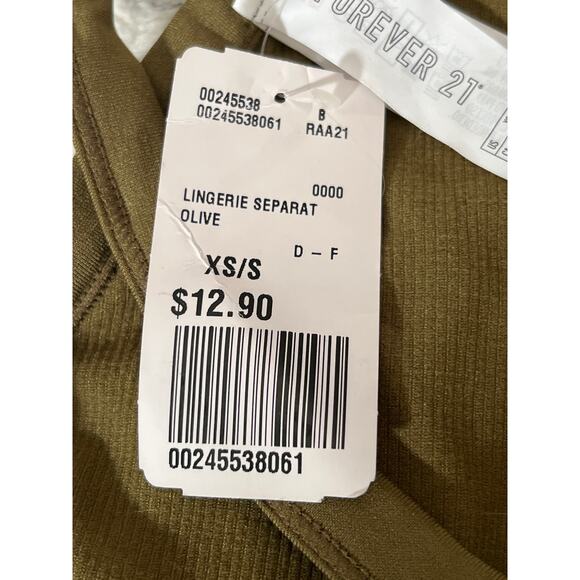 FOREVER 21
00245538
B
00245538061
RAA21
0000
LINGERIE SEPARAT
OLIVE
D - F
XS/S
$12.90
00245538061